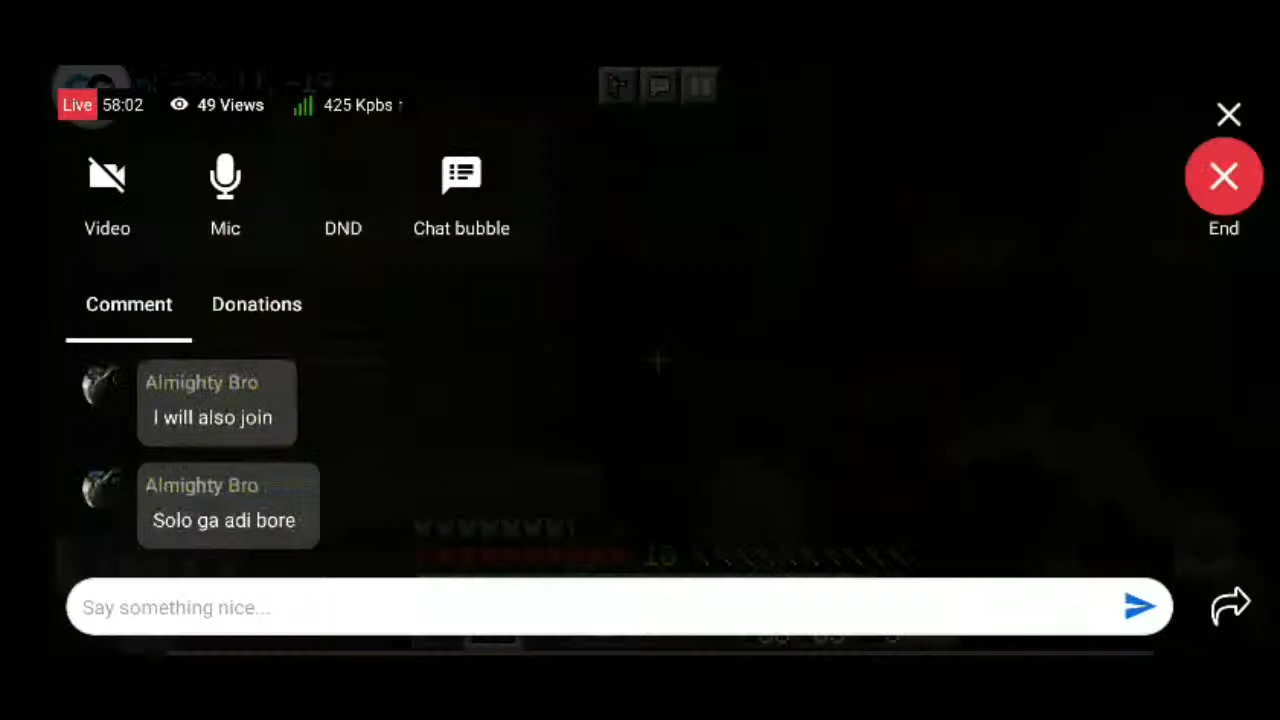 Live 58:02 49 Views 425 Kpbs ↑
Video Mic DND Chat bubble End
Comment Donations
Almighty Bro
I will also join
Almighty Bro
Solo ga adi bore
Say something nice...